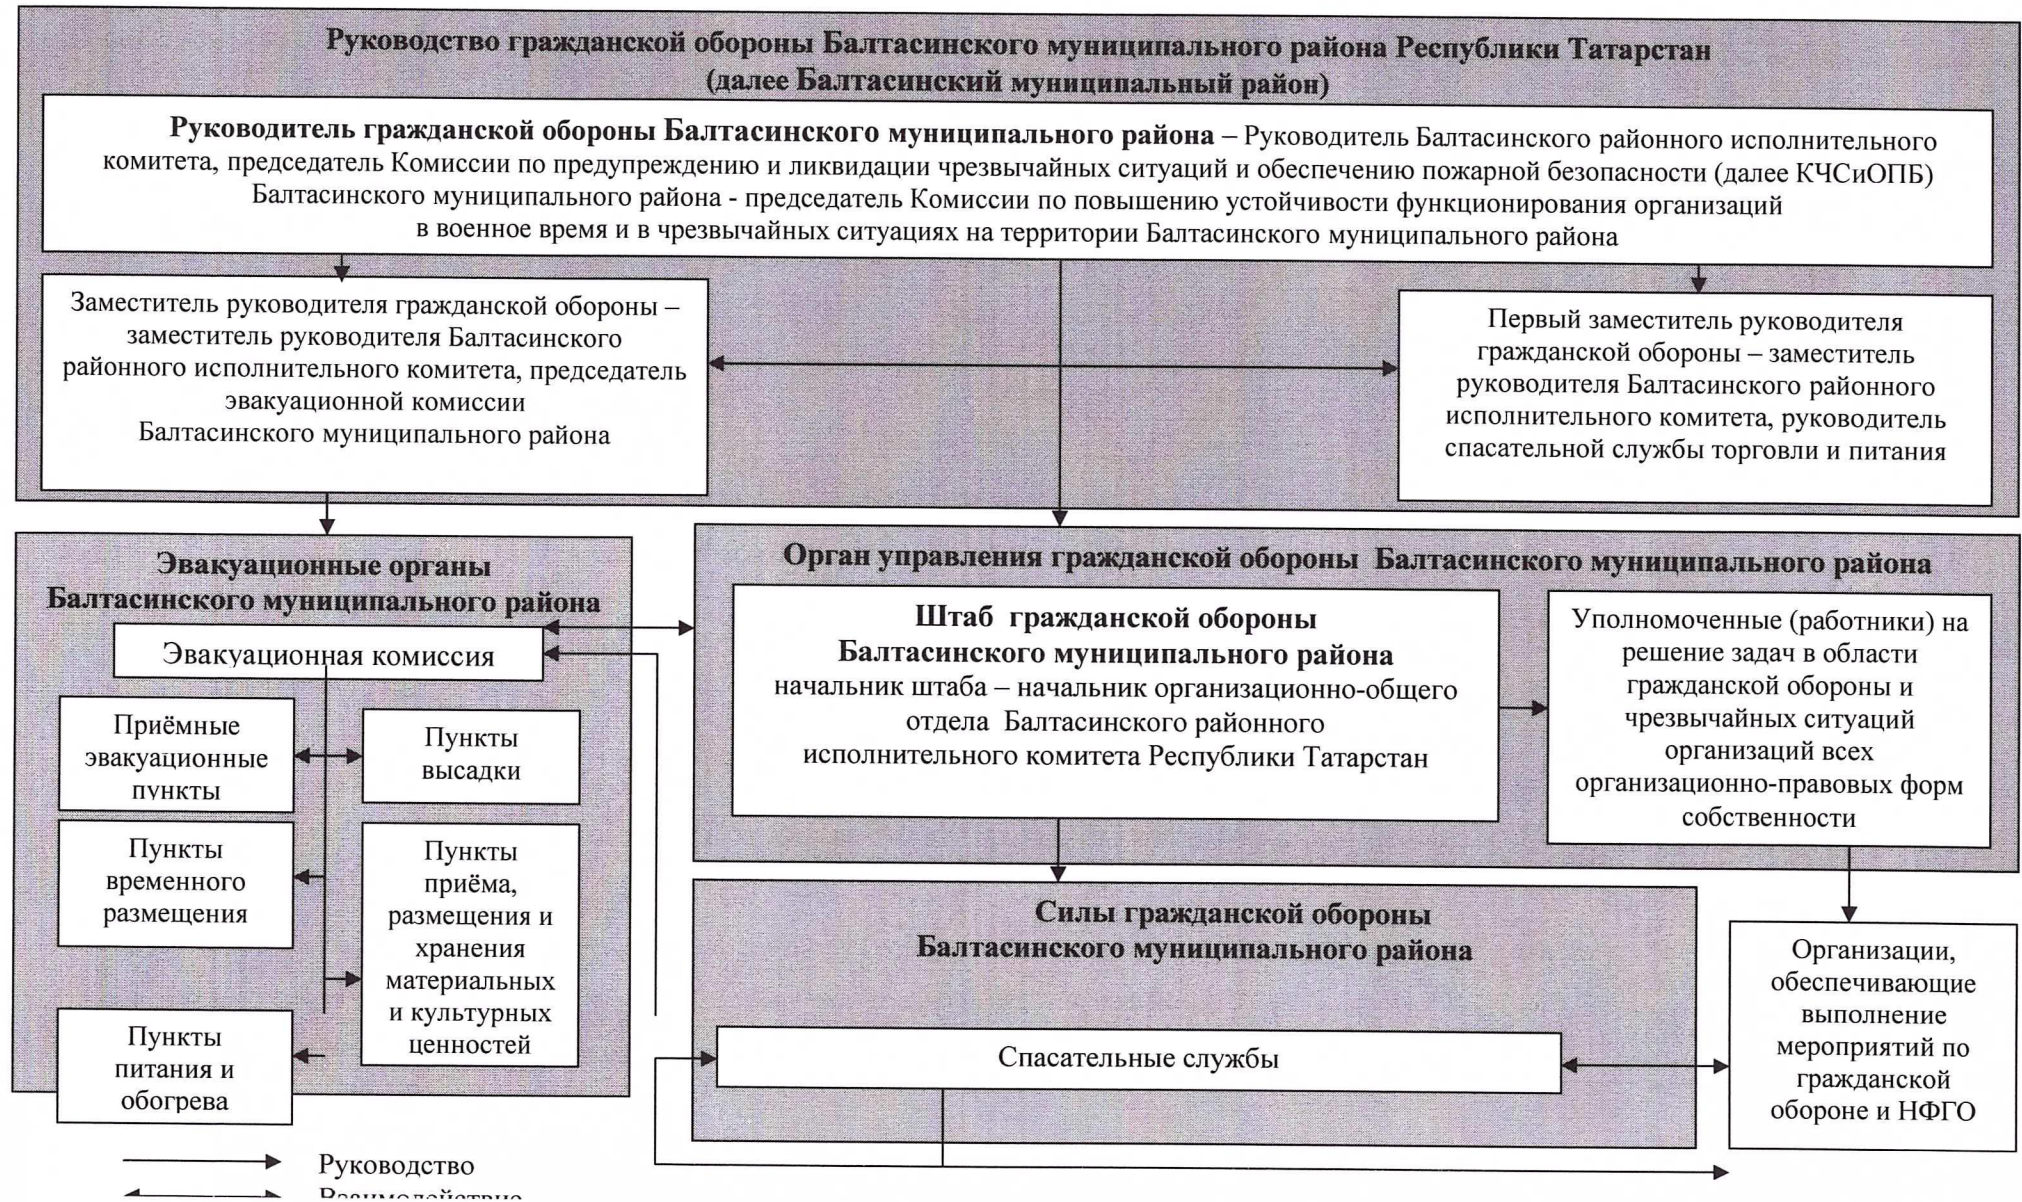 Руководство гражданской обороны Балтасинского муниципального района Республики Татарстан
(далее Балтасинский муниципальный район)
Руководитель гражданской обороны Балтасинского муниципального района – Руководитель Балтасинского районного исполнительного
комитета, председатель Комиссии по предупреждению и ликвидации чрезвычайных ситуаций и обеспечению пожарной безопасности (далее КЧСиОПБ)
Балтасинского муниципального района - председатель Комиссии по повышению устойчивости функционирования организаций
в военное время и в чрезвычайных ситуациях на территории Балтасинского муниципального района
Заместитель руководителя гражданской обороны –
заместитель руководителя Балтасинского
районного исполнительного комитета, председатель
эвакуационной комиссии
Балтасинского муниципального района
Первый заместитель руководителя
гражданской обороны – заместитель
руководителя Балтасинского районного
исполнительного комитета, руководитель
спасательной службы торговли и питания
Эвакуационные органы
Балтасинского муниципального района
Эвакуационная комиссия
Приёмные
эвакуационные
пункты
Пункты
высадки
Пункты
временного
размещения
Пункты
приёма,
размещения и
хранения
материальных
и культурных
ценностей
Пункты
питания и
обогрева
Орган управления гражданской обороны Балтасинского муниципального района
Штаб гражданской обороны
Балтасинского муниципального района
начальник штаба – начальник организационно-общего
отдела Балтасинского районного
исполнительного комитета Республики Татарстан
Уполномоченные (работники) на
решение задач в области
гражданской обороны и
чрезвычайных ситуаций
организаций всех
организационно-правовых форм
собственности
Силы гражданской обороны
Балтасинского муниципального района
Спасательные службы
Организации,
обеспечивающие
выполнение
мероприятий по
гражданской
обороне и НФГО
Руководство
Взаимодействие